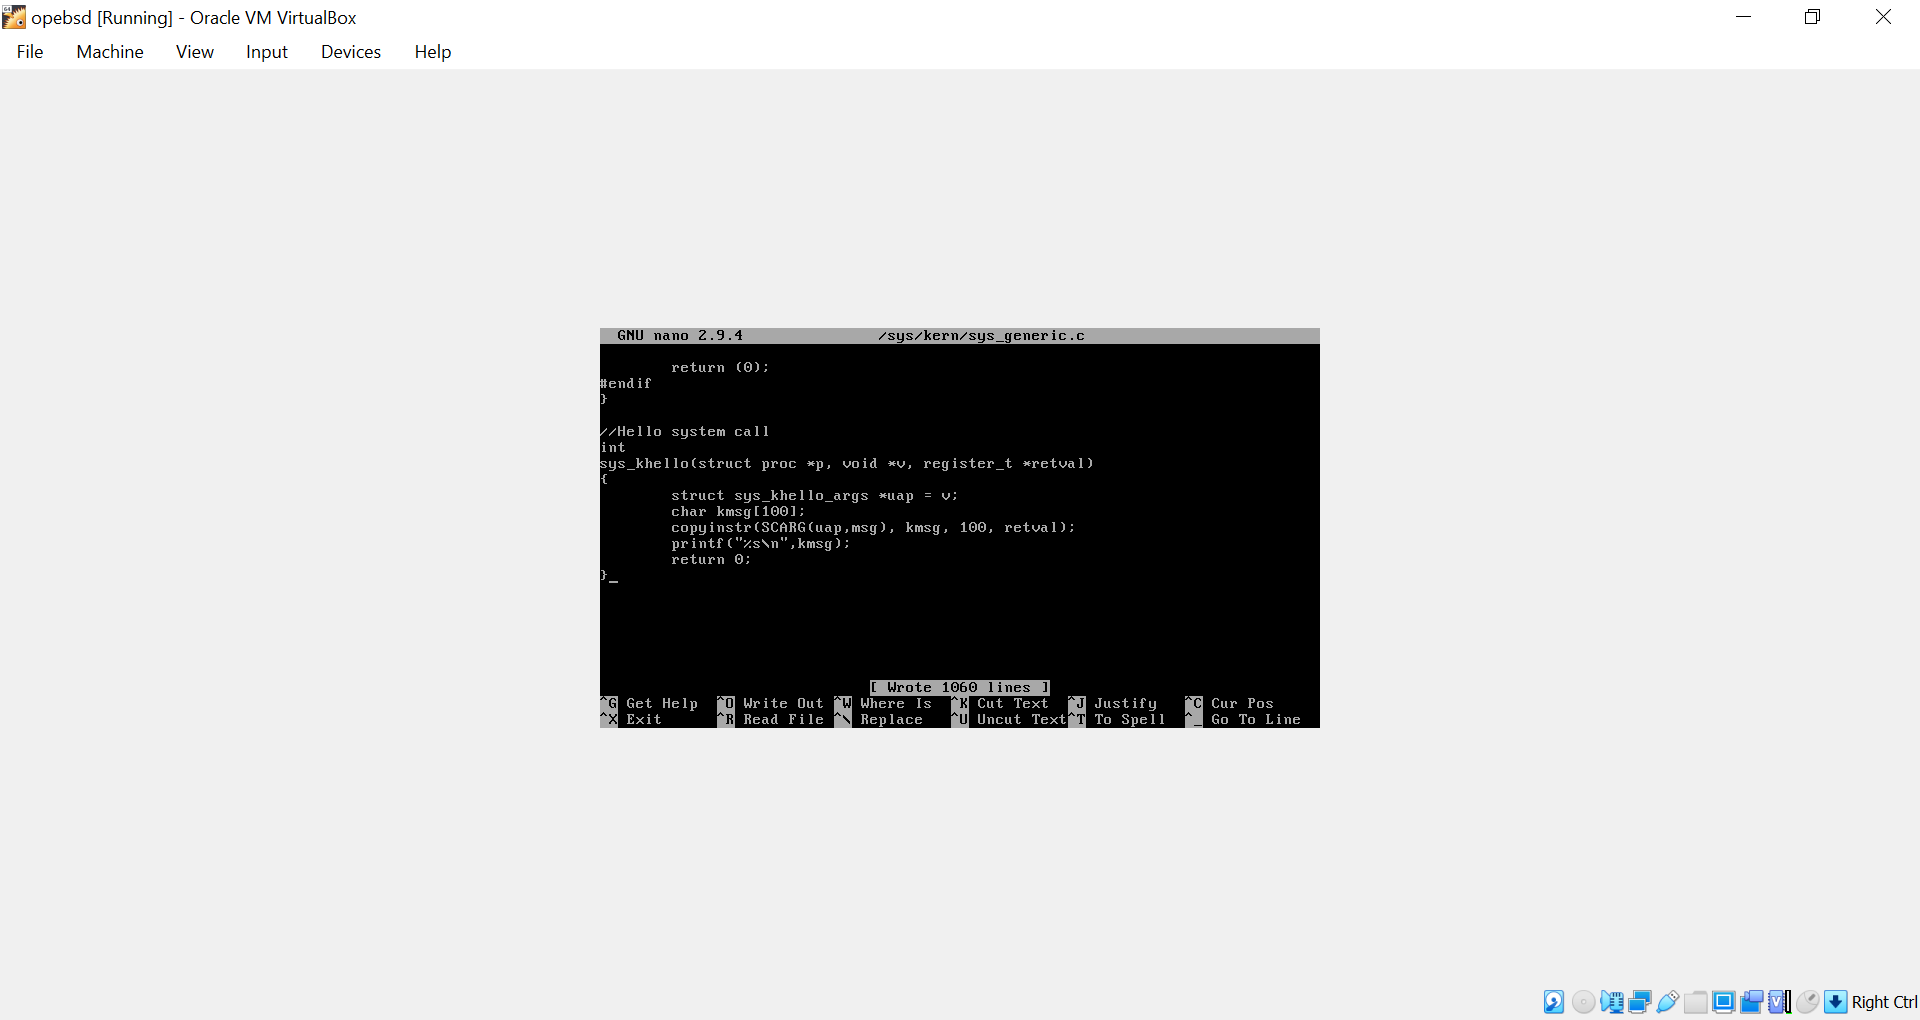 opebsd [Running] - Oracle VM VirtualBox
File Machine View Input Devices Help
GNU nano 2.9.4 /sys/kern/sys_generic.c
return (0);
#endif
}
//Hello system call
int
sys_khello(struct proc *p, void *v, register_t *retval)
{
struct sys_khello_args *uap = v;
char kmsg[100];
copyinstr(SCARG(uap,msg), kmsg, 100, retval);
printf("%s\n",kmsg);
return 0;
}_
[ Wrote 1060 lines ]
^G Get Help ^O Write Out ^W Where Is ^K Cut Text ^J Justify ^C Cur Pos
^X Exit ^R Read File ^\ Replace ^U Uncut Text ^T To Spell ^_ Go To Line
Right Ctrl